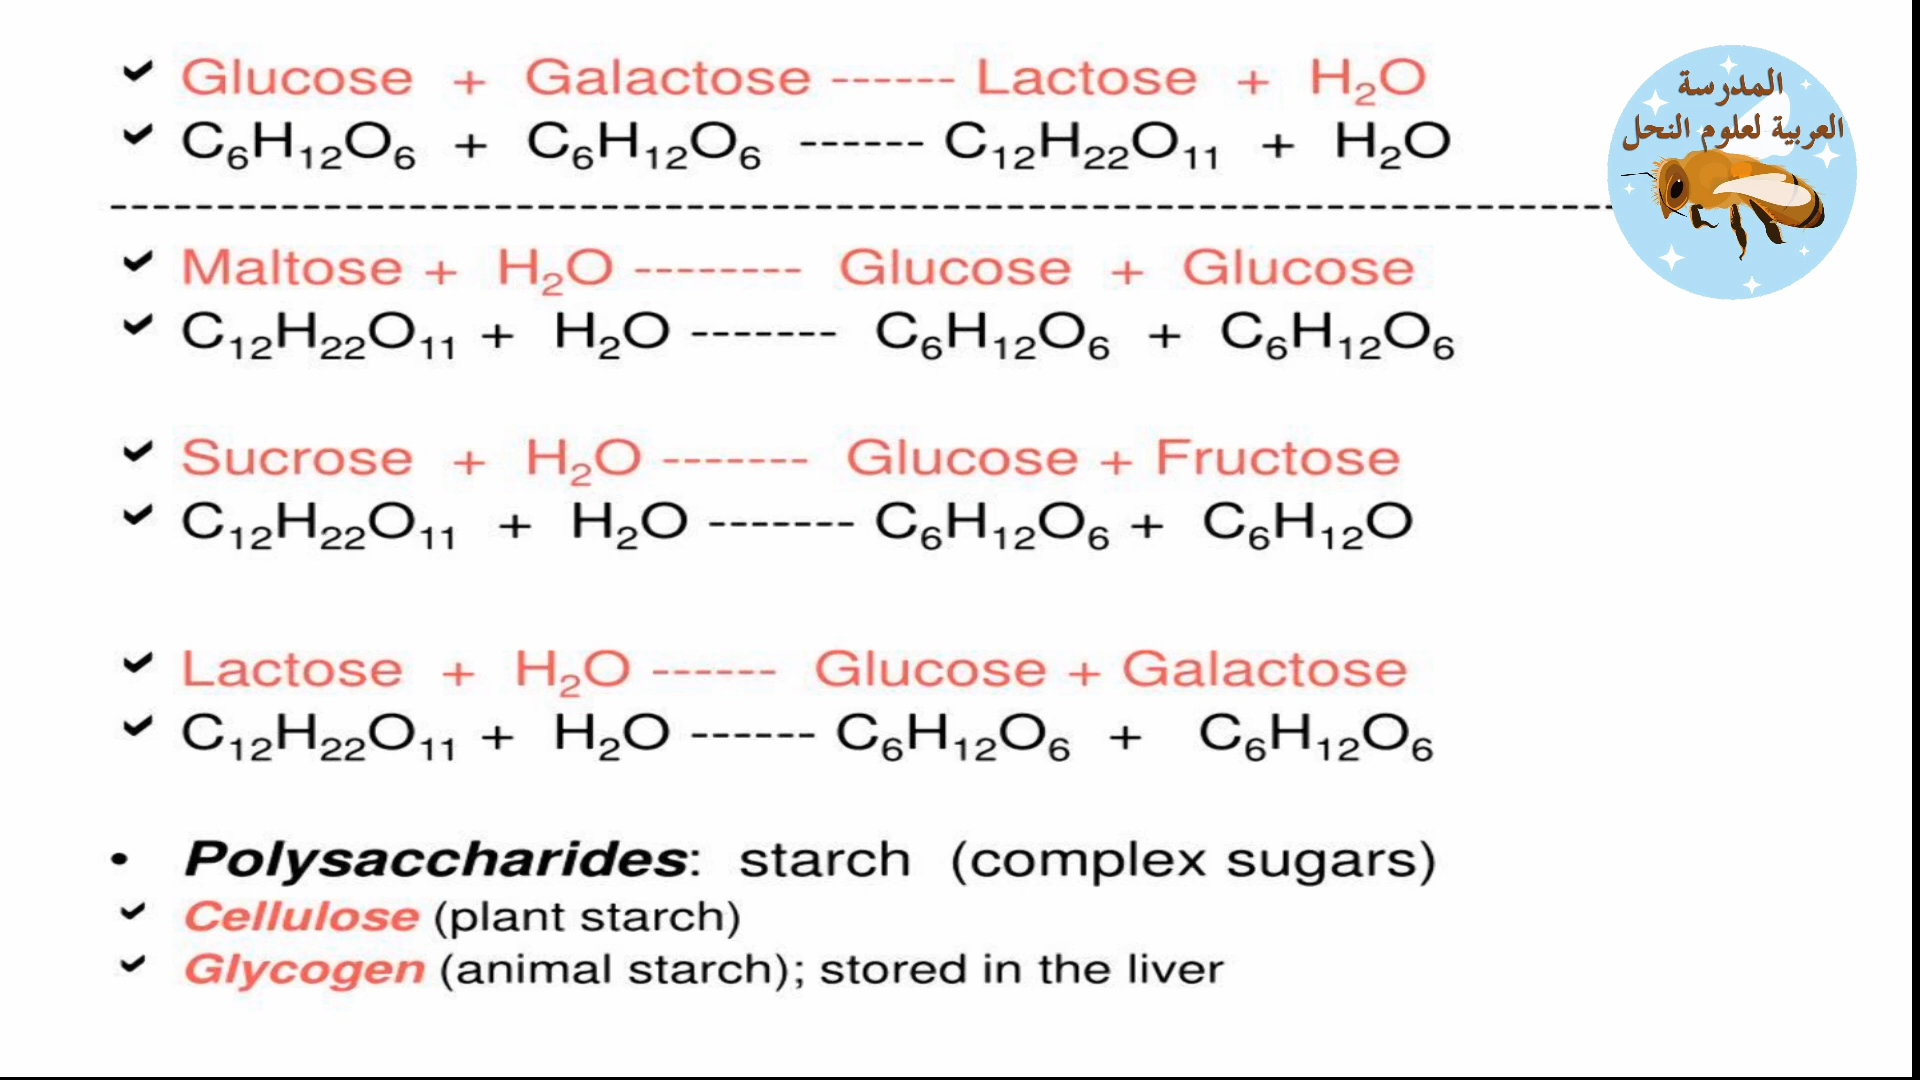 ✔ Glucose + Galactose ------ Lactose + H₂O
✔ C₆H₁₂O₆ + C₆H₁₂O₆ ------ C₁₂H₂₂O₁₁ + H₂O
✔ Maltose + H₂O -------- Glucose + Glucose
✔ C₁₂H₂₂O₁₁ + H₂O ------- C₆H₁₂O₆ + C₆H₁₂O₆
✔ Sucrose + H₂O ------- Glucose + Fructose
✔ C₁₂H₂₂O₁₁ + H₂O ------- C₆H₁₂O₆ + C₆H₁₂O
✔ Lactose + H₂O ------ Glucose + Galactose
✔ C₁₂H₂₂O₁₁ + H₂O ------ C₆H₁₂O₆ + C₆H₁₂O₆
• Polysaccharides: starch (complex sugars)
✔ Cellulose (plant starch)
✔ Glycogen (animal starch); stored in the liver
المدرسة
العربية لعلوم النحل